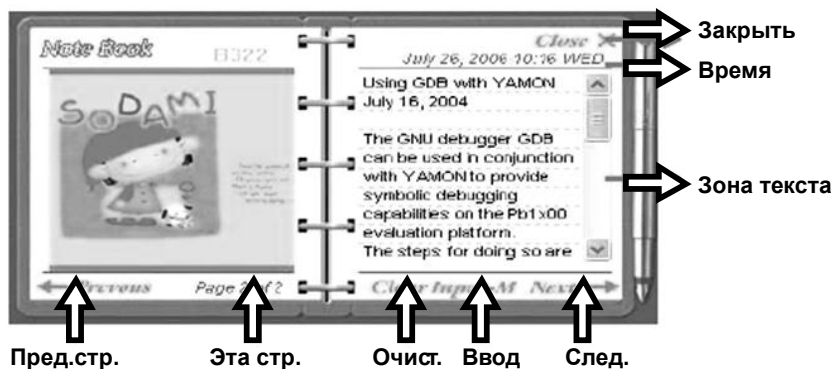 Note Book
B322
Close
Закрыть
July 26, 2006 10:16 WED
Время
SODAMI
Using GDB with YAMON
July 16, 2004
The GNU debugger GDB
can be used in conjunction
with YAMON to provide
symbolic debugging
capabilities on the Pb1x00
evaluation platform.
The steps for doing so are
Зона текста
Prevous
Page 2 of 2
Clear Input-M Next
Пред.стр. Эта стр. Очист. Ввод След.